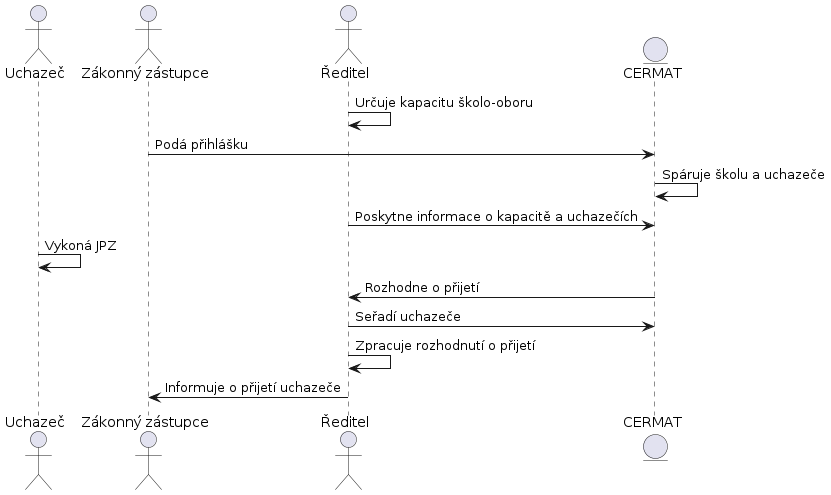 Uchazeč
Zákonný zástupce
Ředitel
CERMAT
Určuje kapacitu školo-oboru
Podá přihlášku
Spáruje školu a uchazeče
Poskytne informace o kapacitě a uchazečích
Vykoná JPZ
Rozhodne o přijetí
Seřadí uchazeče
Zpracuje rozhodnutí o přijetí
Informuje o přijetí uchazeče
Uchazeč
Zákonný zástupce
Ředitel
CERMAT